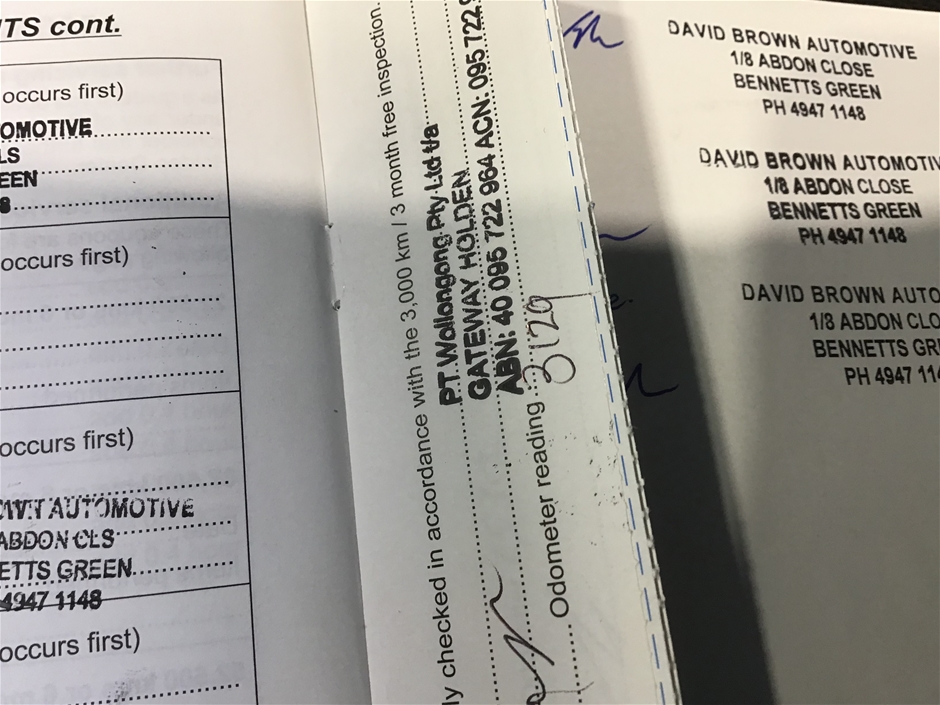 TS cont.
occurs first)
OMOTIVE
LS
EEN
8
occurs first)
occurs first)
AUTOMOTIVE
ABDON CLS
ETTS GREEN
4947 1148
occurs first)
ly checked in accordance with the 3,000 km / 3 month free inspection.
PT Wollongong Pty Ltd t/a
GATEWAY HOLDEN
ABN: 40 095 722 964 ACN: 095 722 9
Odometer reading 3129
DAVID BROWN AUTOMOTIVE
1/8 ABDON CLOSE
BENNETTS GREEN
PH 4947 1148
DAVID BROWN AUTOMOTIV
1/8 ABDON CLOSE
BENNETTS GREEN
PH 4947 1148
DAVID BROWN AUTO
1/8 ABDON CLO
BENNETTS GR
PH 4947 114